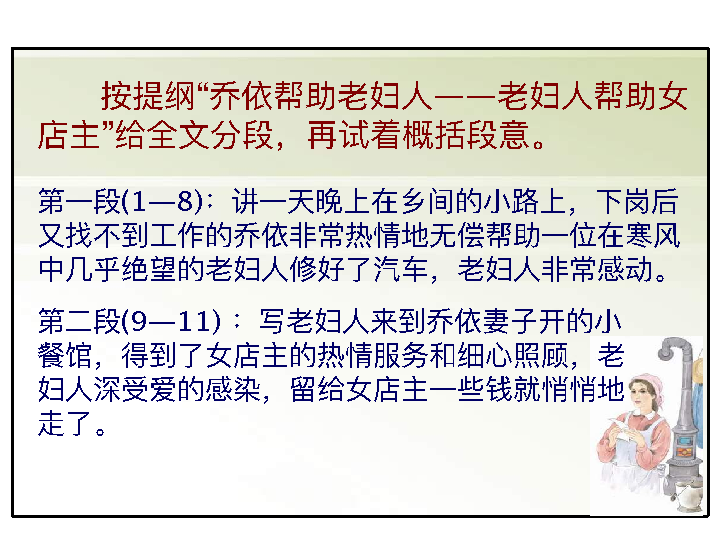 按提纲“乔依帮助老妇人——老妇人帮助女
店主”给全文分段，再试着概括段意。
第一段(1—8)：讲一天晚上在乡间的小路上，下岗后
又找不到工作的乔依非常热情地无偿帮助一位在寒风
中几乎绝望的老妇人修好了汽车，老妇人非常感动。
第二段(9—11) ：写老妇人来到乔依妻子开的小
餐馆，得到了女店主的热情服务和细心照顾，老
妇人深受爱的感染，留给女店主一些钱就悄悄地
走了。